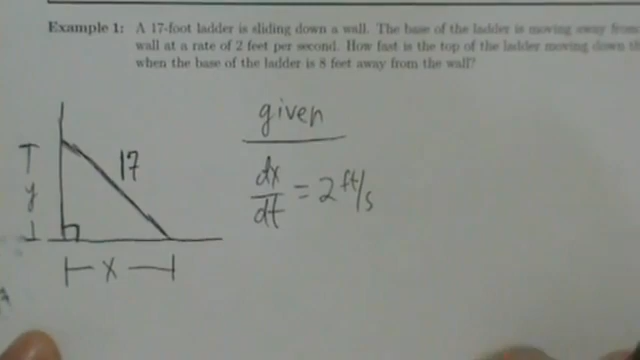 Example 1: A 17-foot ladder is sliding down a wall. The base of the ladder is moving away from
wall at a rate of 2 feet per second. How fast is the top of the ladder moving down
when the base of the ladder is 8 feet away from the wall?
given
17
y
dx/dt = 2 ft/s
x